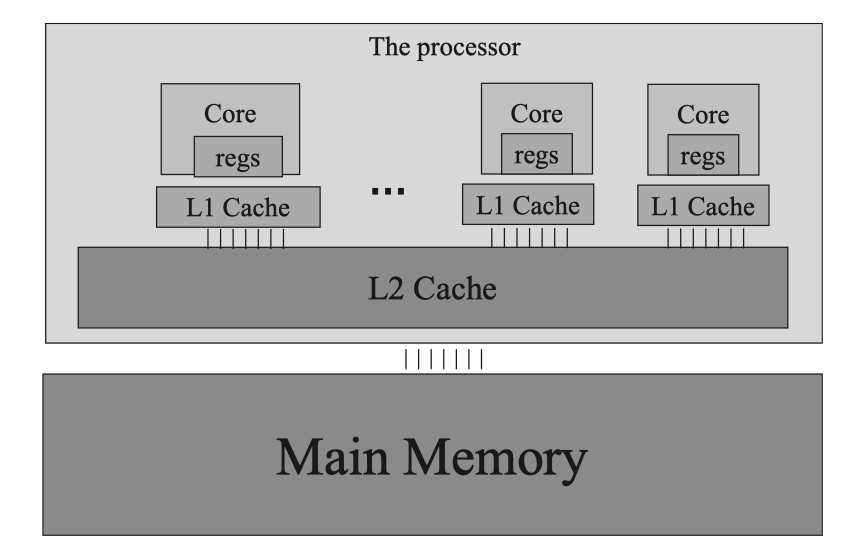 The processor
Core
regs
L1 Cache
...
Core
regs
L1 Cache
Core
regs
L1 Cache
L2 Cache
Main Memory